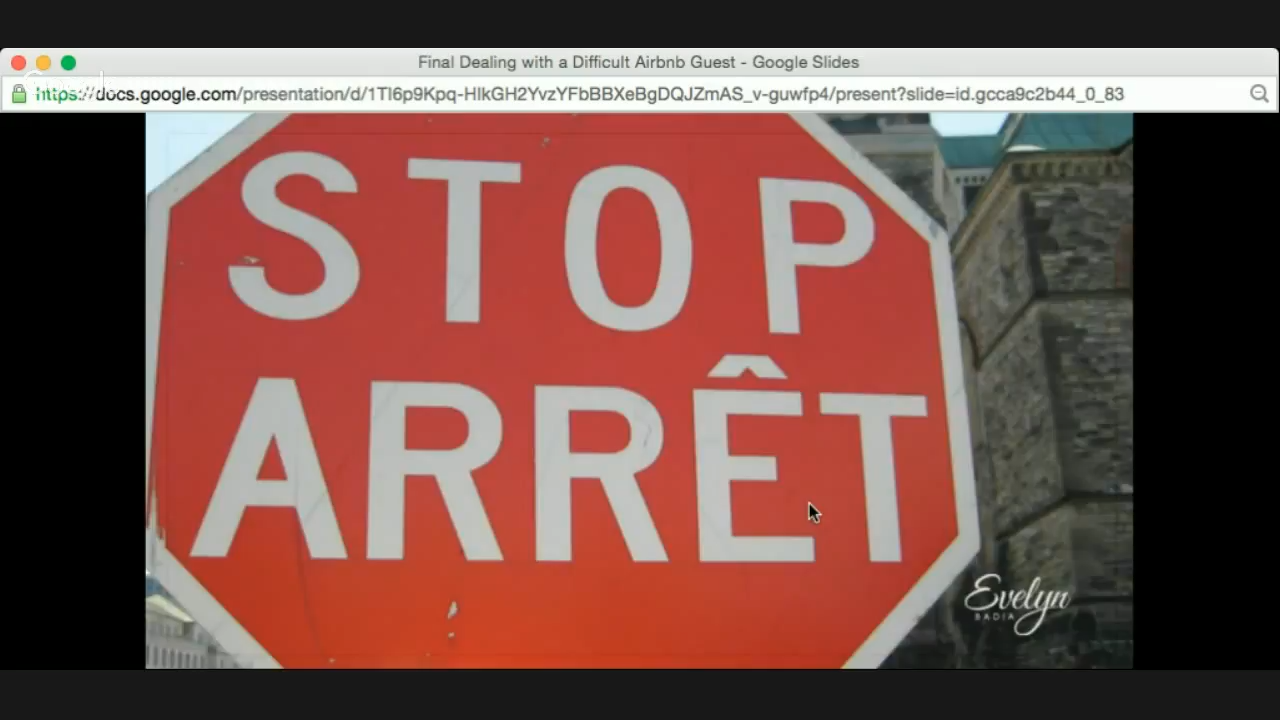 Final Dealing with a Difficult Airbnb Guest - Google Slides
https://docs.google.com/presentation/d/1Tl6p9Kpq-HlkGH2YvzYFbBBXeBgDQJZmAS_v-guwfp4/present?slide=id.gcca9c2b44_0_83
STOP
ARRÊT
Evelyn
BADIA